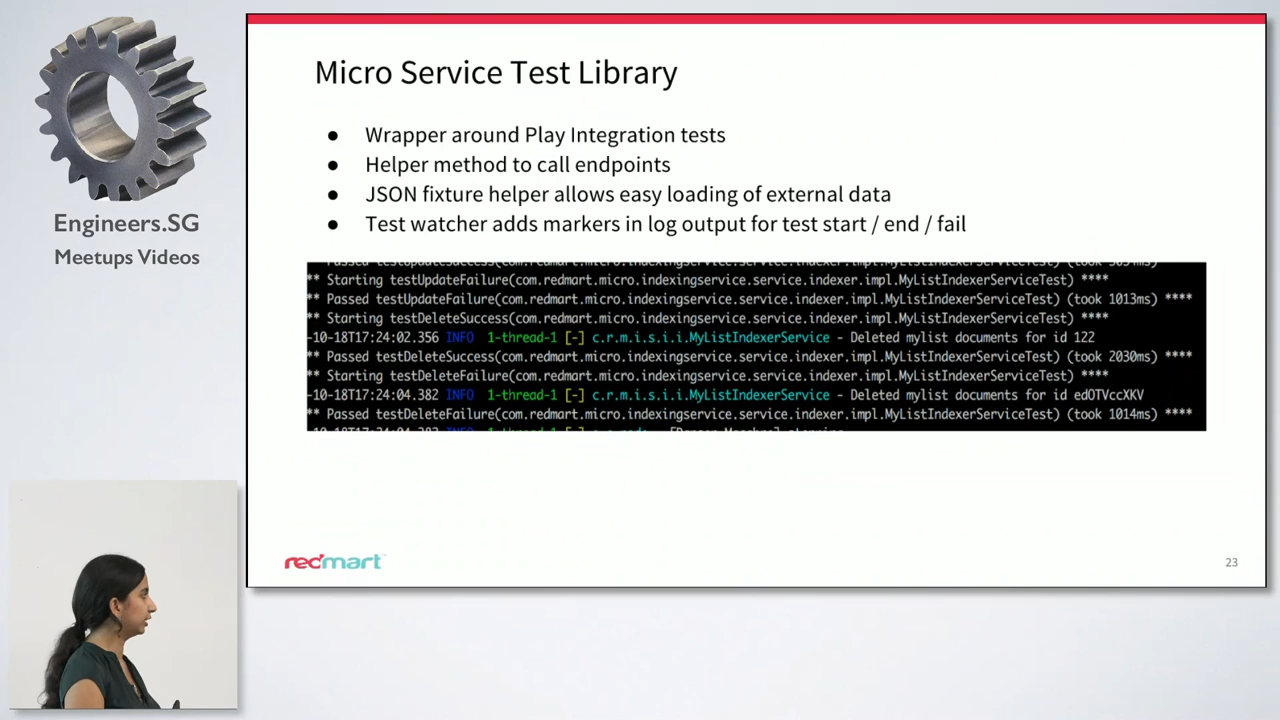 Engineers.SG
Meetups Videos
Micro Service Test Library
● Wrapper around Play Integration tests
● Helper method to call endpoints
● JSON fixture helper allows easy loading of external data
● Test watcher adds markers in log output for test start / end / fail
** Starting testUpdateFailure(com.redmart.micro.indexingservice.service.indexer.impl.MyListIndexerServiceTest) ****
** Passed testUpdateFailure(com.redmart.micro.indexingservice.service.indexer.impl.MyListIndexerServiceTest) (took 1013ms) ****
** Starting testDeleteSuccess(com.redmart.micro.indexingservice.service.indexer.impl.MyListIndexerServiceTest) ****
-10-18T17:24:02.356 INFO 1-thread-1 [-] c.r.m.i.s.i.i.MyListIndexerService - Deleted mylist documents for id 122
** Passed testDeleteSuccess(com.redmart.micro.indexingservice.service.indexer.impl.MyListIndexerServiceTest) (took 2030ms) ****
** Starting testDeleteFailure(com.redmart.micro.indexingservice.service.indexer.impl.MyListIndexerServiceTest) ****
-10-18T17:24:04.382 INFO 1-thread-1 [-] c.r.m.i.s.i.i.MyListIndexerService - Deleted mylist documents for id edOTVccXKV
** Passed testDeleteFailure(com.redmart.micro.indexingservice.service.indexer.impl.MyListIndexerServiceTest) (took 1014ms) ****
redmart
23